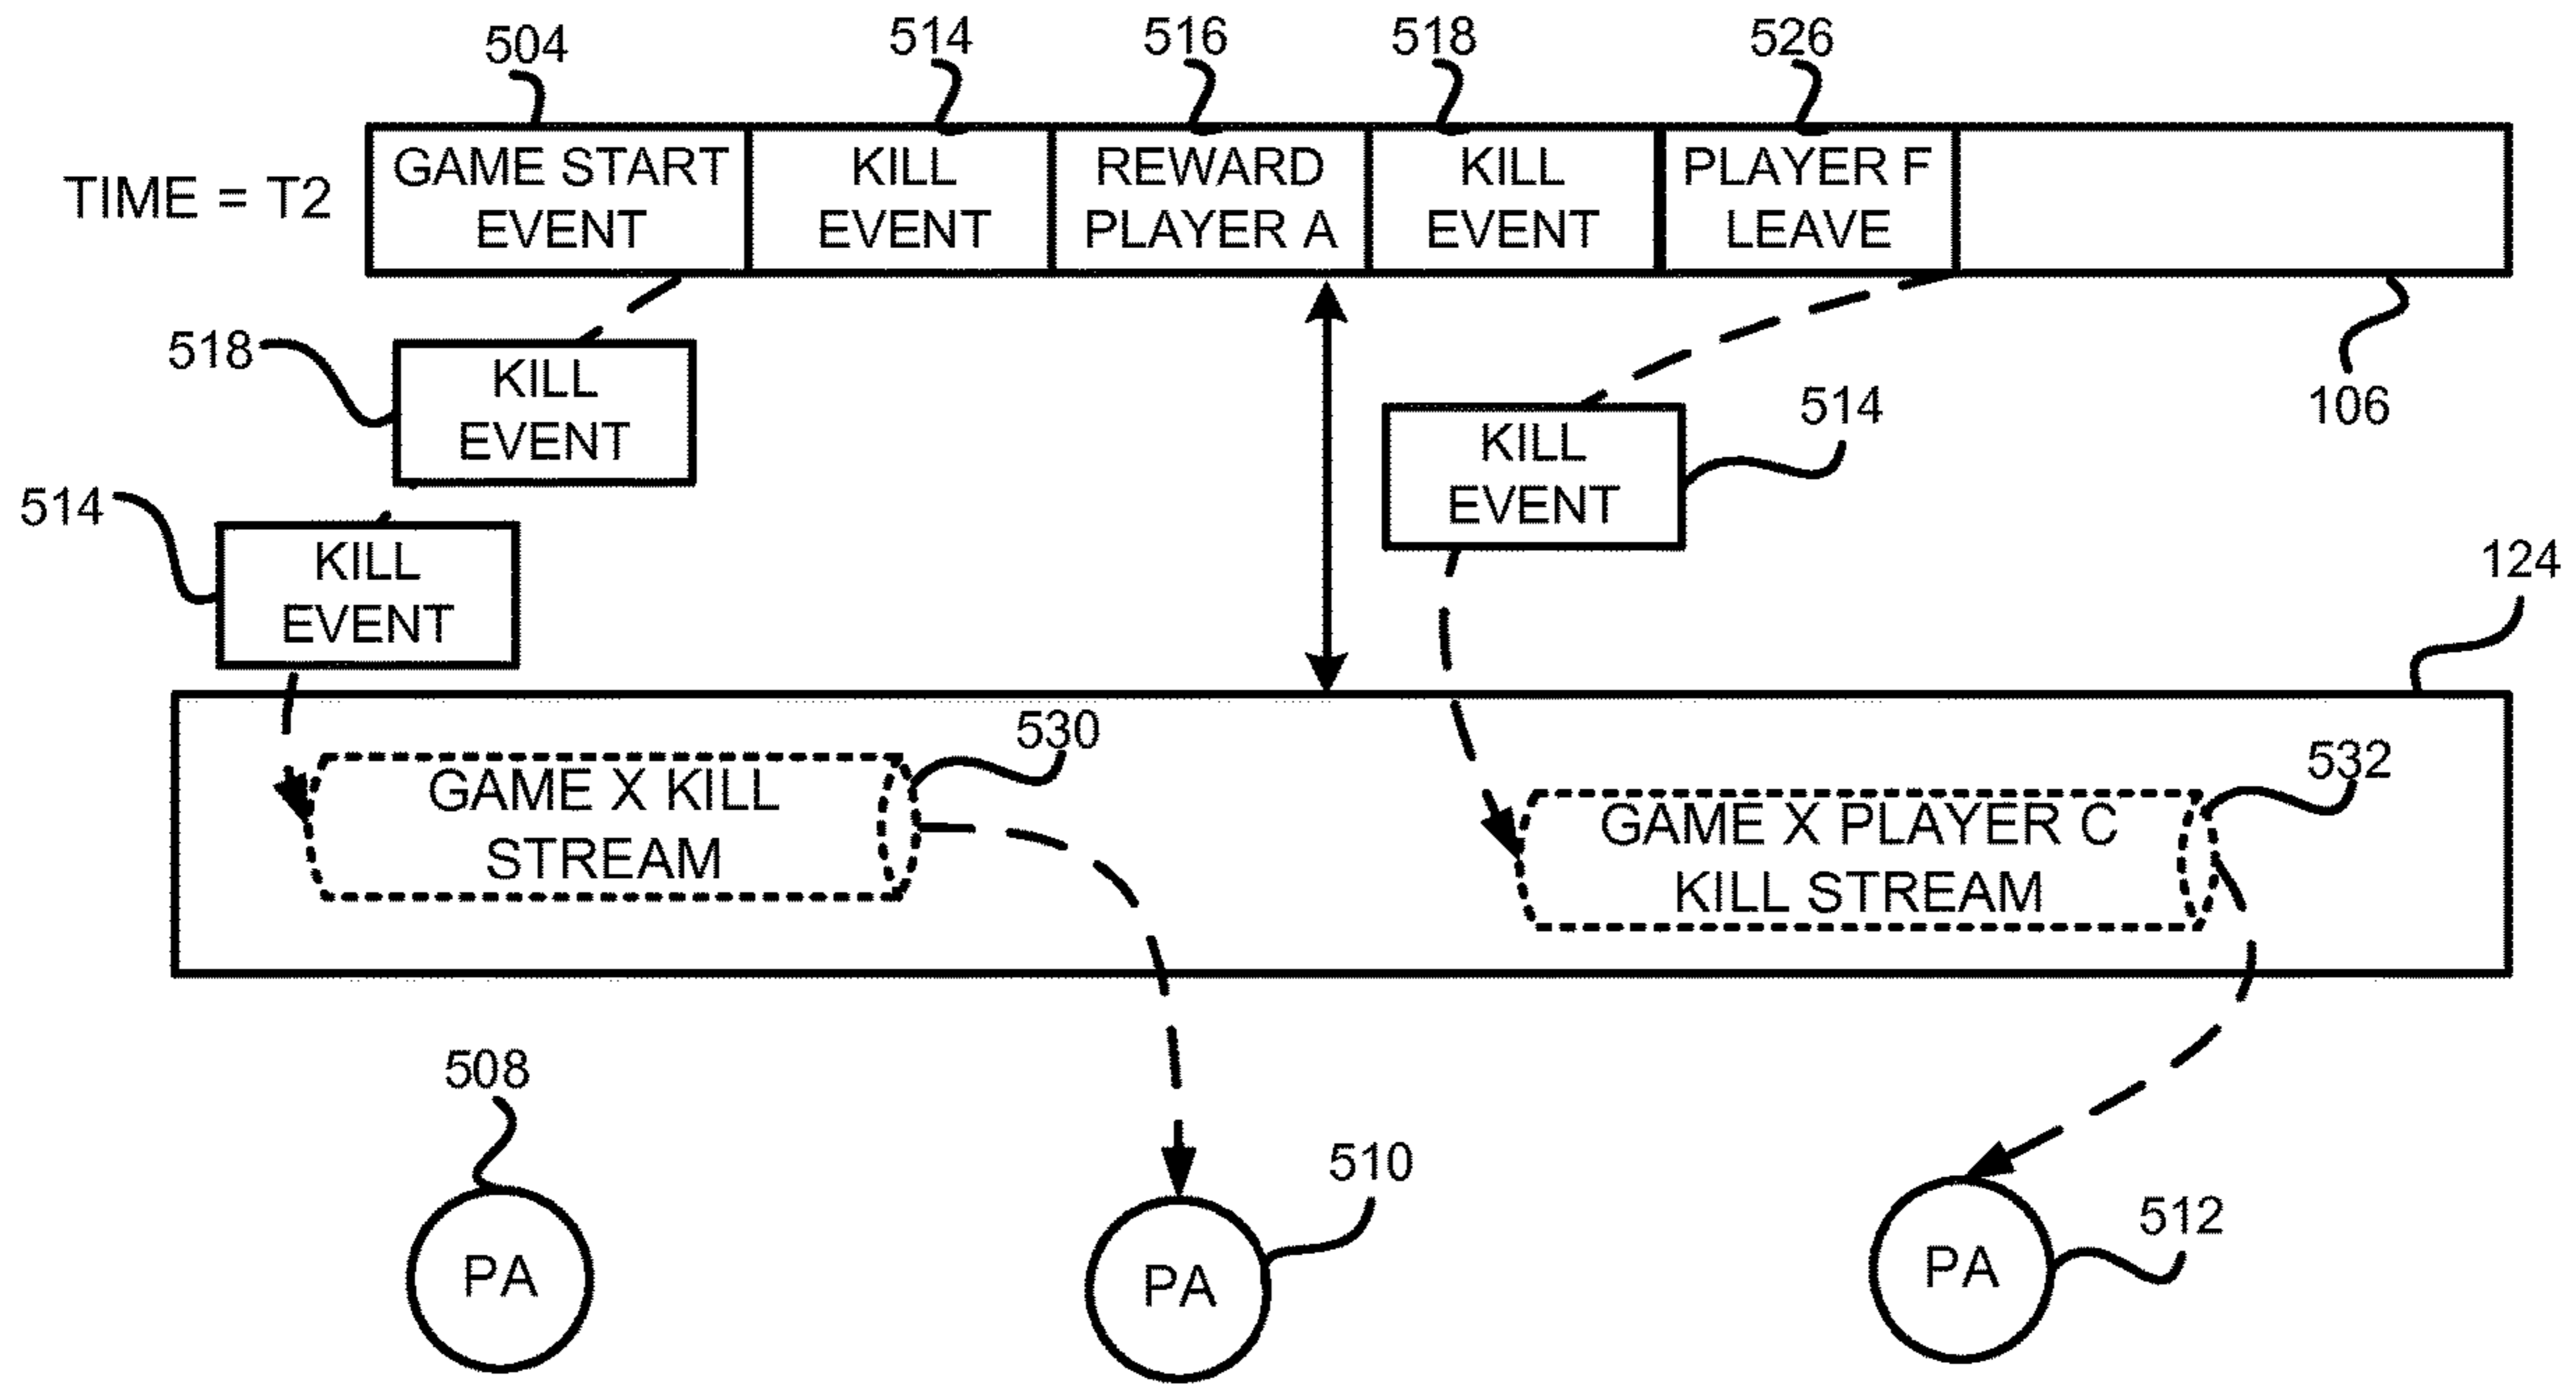 504
514
516
518
526
TIME = T2
GAME START
EVENT
KILL
EVENT
REWARD
PLAYER A
KILL
EVENT
PLAYER F
LEAVE
106
518
KILL
EVENT
514
KILL
EVENT
KILL
EVENT
514
124
530
GAME X KILL
STREAM
532
GAME X PLAYER C
KILL STREAM
508
PA
510
PA
512
PA